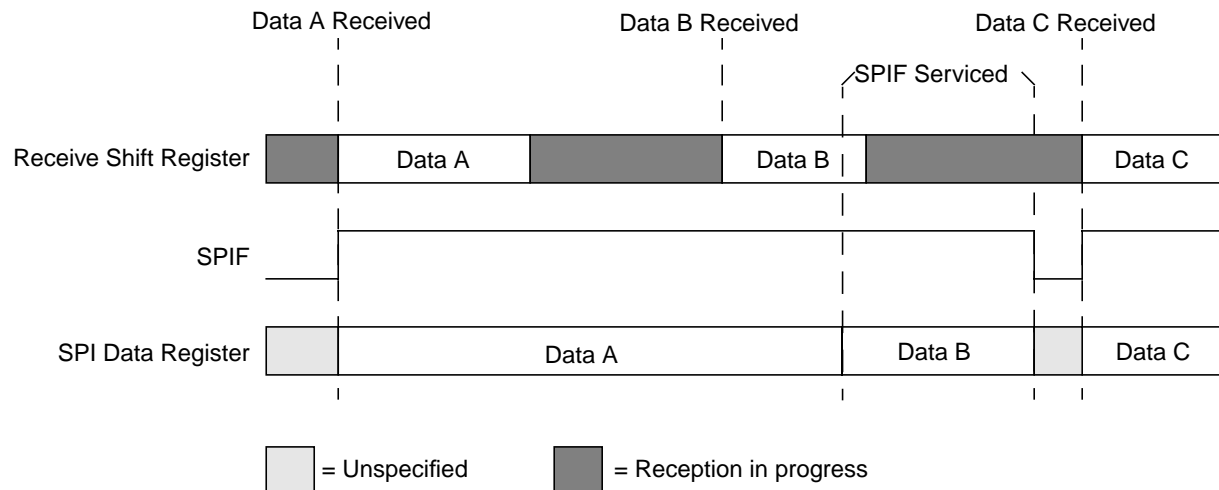 Data A Received
Data B Received
Data C Received
SPIF Serviced
Receive Shift Register
Data A
Data B
Data C
SPIF
SPI Data Register
Data A
Data B
Data C
= Unspecified
= Reception in progress